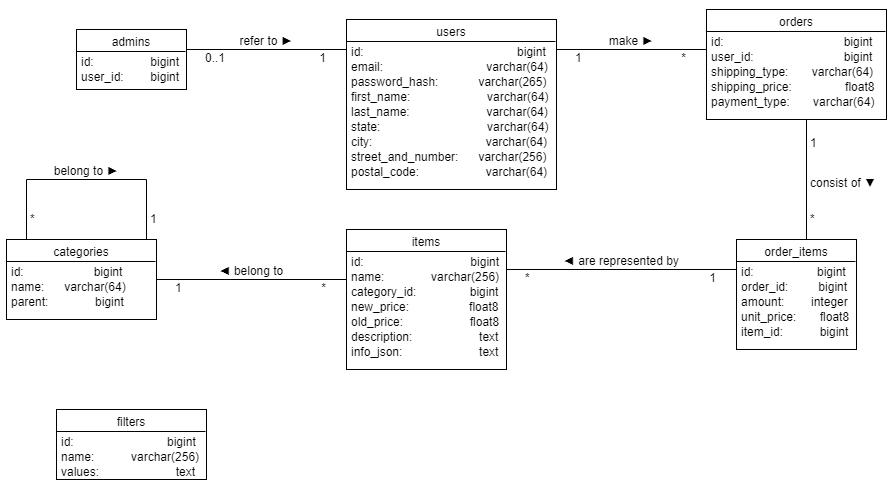 admins
id: bigint
user_id: bigint
refer to ►
0..1
1
users
id: bigint
email: varchar(64)
password_hash: varchar(265)
first_name: varchar(64)
last_name: varchar(64)
state: varchar(64)
city: varchar(64)
street_and_number: varchar(256)
postal_code: varchar(64)
make ►
1
*
orders
id: bigint
user_id: bigint
shipping_type: varchar(64)
shipping_price: float8
payment_type: varchar(64)
1
consist of ▼
*
belong to ►
*
1
categories
id: bigint
name: varchar(64)
parent: bigint
◄ belong to
1
*
items
id: bigint
name: varchar(256)
category_id: bigint
new_price: float8
old_price: float8
description: text
info_json: text
◄ are represented by
*
1
order_items
id: bigint
order_id: bigint
amount: integer
unit_price: float8
item_id: bigint
filters
id: bigint
name: varchar(256)
values: text